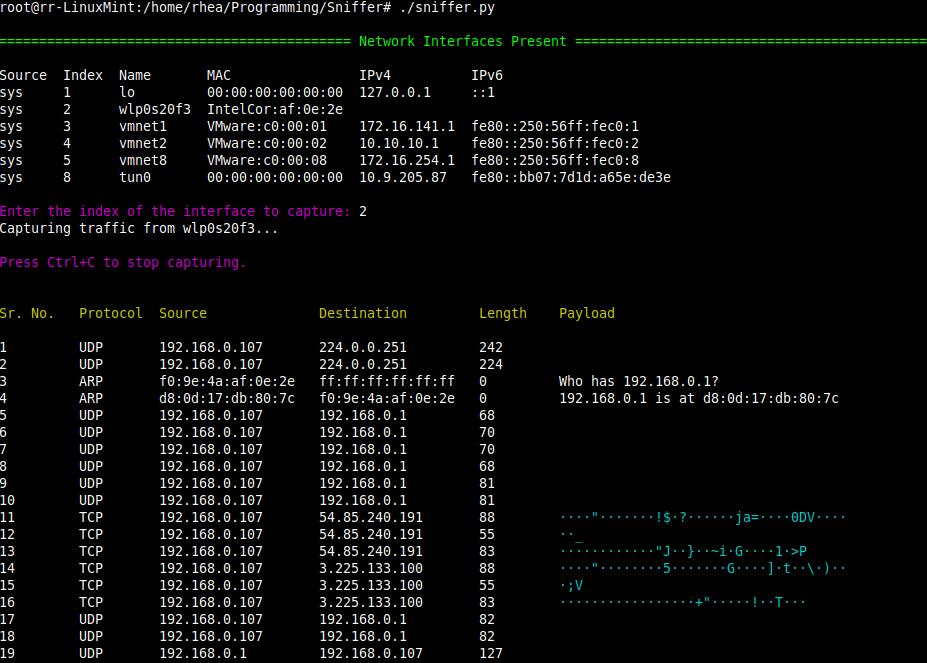 root@rr-LinuxMint:/home/rhea/Programming/Sniffer# ./sniffer.py
============================================ Network Interfaces Present ============================================
Source  Index  Name      MAC                IPv4          IPv6
sys     1      lo        00:00:00:00:00:00  127.0.0.1     ::1
sys     2      wlp0s20f3  IntelCor:af:0e:2e
sys     3      vmnet1    VMware:c0:00:01    172.16.141.1  fe80::250:56ff:fec0:1
sys     4      vmnet2    VMware:c0:00:02    10.10.10.1    fe80::250:56ff:fec0:2
sys     5      vmnet8    VMware:c0:00:08    172.16.254.1  fe80::250:56ff:fec0:8
sys     8      tun0      00:00:00:00:00:00  10.9.205.87   fe80::bb07:7d1d:a65e:de3e
Enter the index of the interface to capture: 2
Capturing traffic from wlp0s20f3...
Press Ctrl+C to stop capturing.
Sr. No.   Protocol  Source              Destination         Length    Payload
1         UDP       192.168.0.107       224.0.0.251         242
2         UDP       192.168.0.107       224.0.0.251         224
3         ARP       f0:9e:4a:af:0e:2e   ff:ff:ff:ff:ff:ff   0         Who has 192.168.0.1?
4         ARP       d8:0d:17:db:80:7c   f0:9e:4a:af:0e:2e   0         192.168.0.1 is at d8:0d:17:db:80:7c
5         UDP       192.168.0.107       192.168.0.1         68
6         UDP       192.168.0.107       192.168.0.1         70
7         UDP       192.168.0.107       192.168.0.1         70
8         UDP       192.168.0.107       192.168.0.1         68
9         UDP       192.168.0.107       192.168.0.1         81
10        UDP       192.168.0.107       192.168.0.1         81
11        TCP       192.168.0.107       54.85.240.191       88        ····"·······!$·?······ja=····0DV····
12        TCP       192.168.0.107       54.85.240.191       55        ··_
13        TCP       192.168.0.107       54.85.240.191       83        ············"J··}··~i·G····1·>P
14        TCP       192.168.0.107       3.225.133.100       88        ····"········5·······G····]·t··\·)··
15        TCP       192.168.0.107       3.225.133.100       55        ·;V
16        TCP       192.168.0.107       3.225.133.100       83        ·················+"·····!··T···
17        UDP       192.168.0.107       192.168.0.1         82
18        UDP       192.168.0.107       192.168.0.1         82
19        UDP       192.168.0.1         192.168.0.107       127